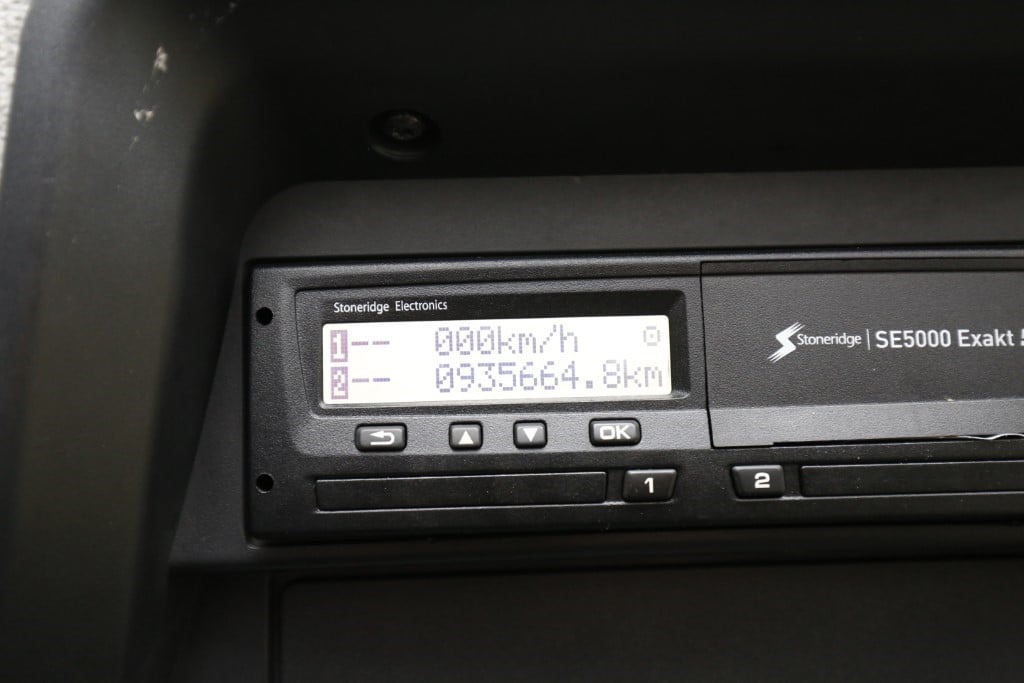 Stoneridge Electronics
1-- 000km/h
2-- 0935664.8km
Stoneridge | SE5000 Exakt
OK
1
2